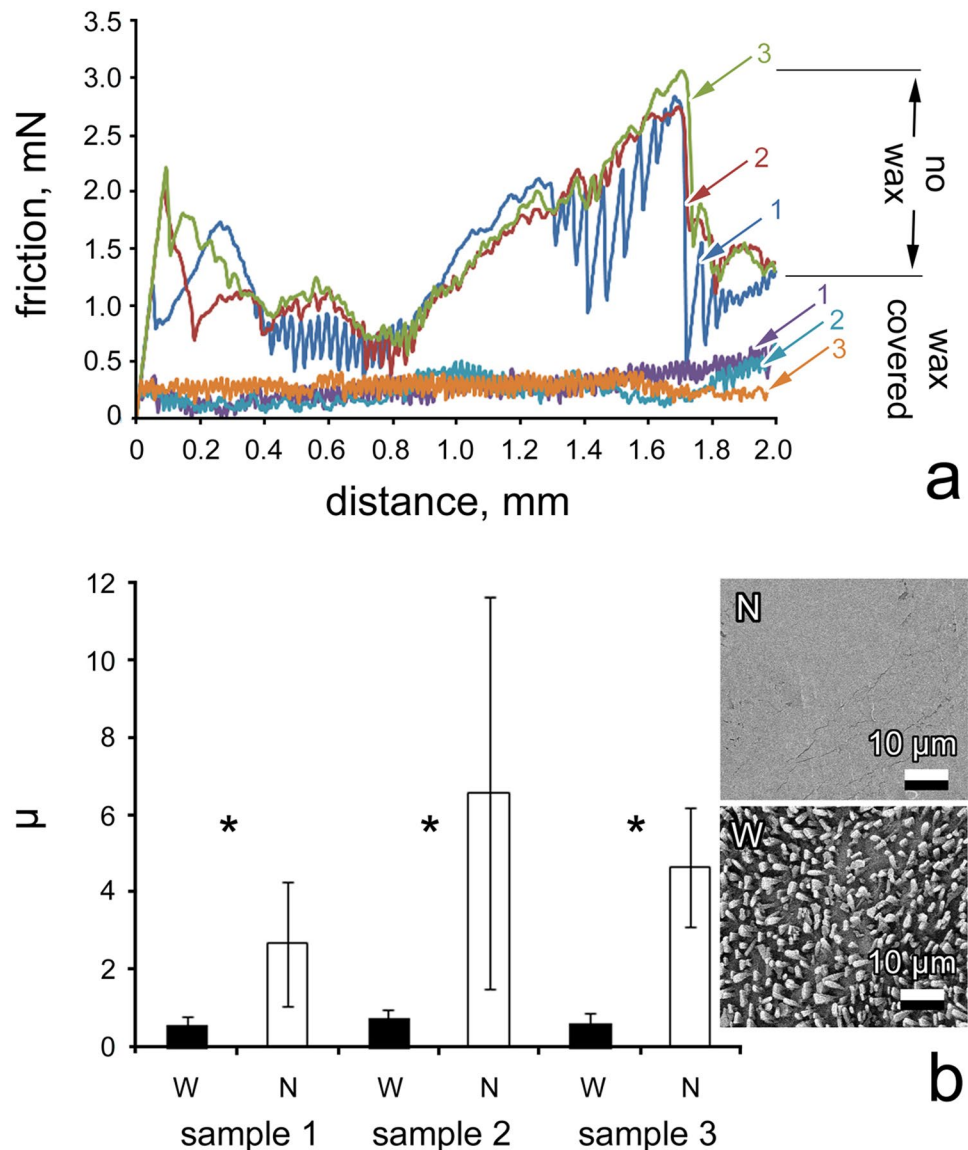 3.5
3.0
2.5
2.0
1.5
1.0
0.5
0
friction, mN
0 0.2 0.4 0.6 0.8 1.0 1.2 1.4 1.6 1.8 2.0
distance, mm
3
2
1
1
2
3
no
wax
wax
covered
a
12
10
8
6
4
2
0
µ
* * *
W N W N W N
sample 1 sample 2 sample 3
N
10 µm
W
10 µm
b